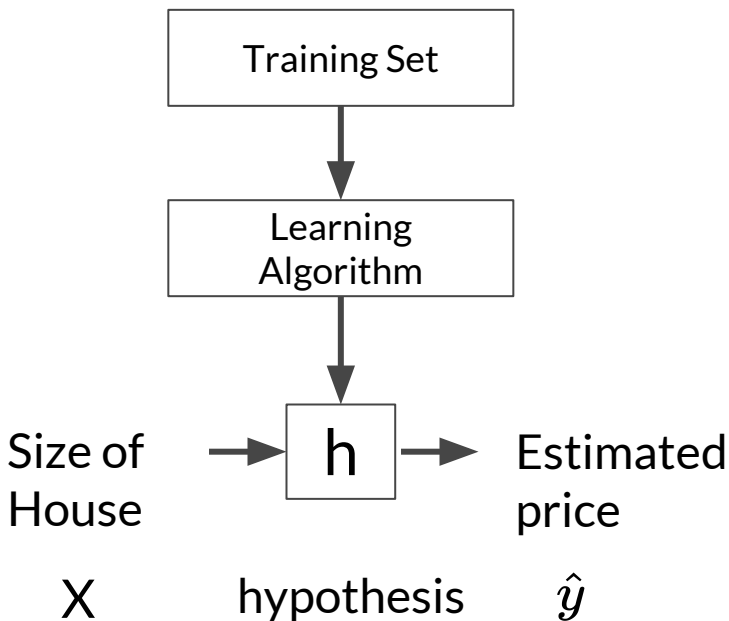 Training Set
Learning
Algorithm
Size of
House
h
Estimated
price
X
hypothesis
ŷ